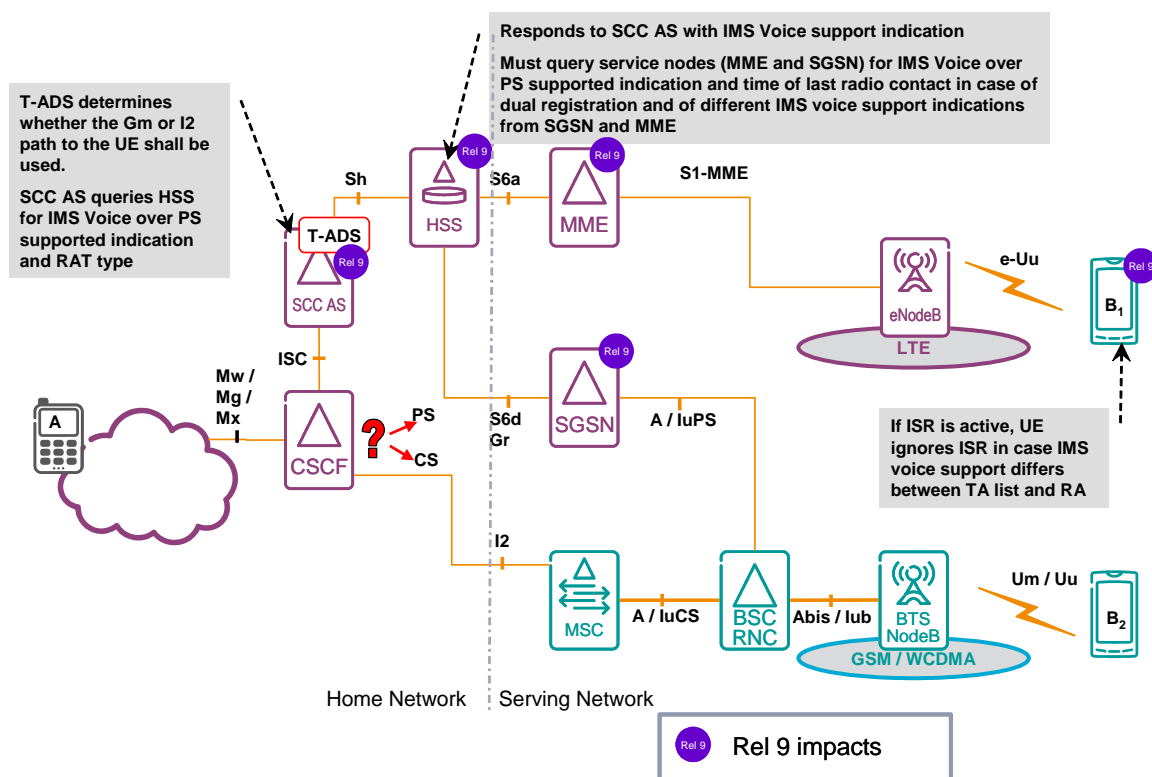 Responds to SCC AS with IMS Voice support indication
Must query service nodes (MME and SGSN) for IMS Voice over
PS supported indication and time of last radio contact in case of
dual registration and of different IMS voice support indications
from SGSN and MME
T-ADS determines
whether the Gm or I2
path to the UE shall be
used.
SCC AS queries HSS
for IMS Voice over PS
supported indication
and RAT type
Rel 9
Rel 9
Sh
S6a
S1-MME
HSS
MME
T-ADS
Rel 9
SCC AS
e-Uu
Rel 9
B1
eNodeB
LTE
ISC
Rel 9
Mw /
Mg /
Mx
A
PS
?
CS
CSCF
S6d
Gr
SGSN
A / IuPS
If ISR is active, UE
ignores ISR in case IMS
voice support differs
between TA list and RA
I2
MSC
A / IuCS
BSC
RNC
Abis / Iub
BTS
NodeB
Um / Uu
B2
GSM / WCDMA
Home Network
Serving Network
Rel 9
Rel 9 impacts